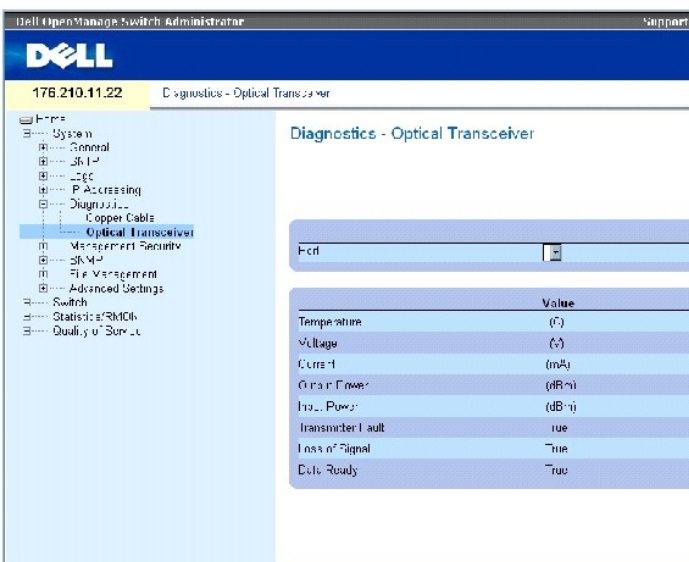 Dell OpenManage Switch Administrator
Support
DELL
176.210.11.22
Diagnostics - Optical Transceiver
Home
System
General
SNTP
Logs
IP Addressing
Diagnostics
Copper Cable
Optical Transceiver
Management Security
SNMP
File Management
Advanced Settings
Switch
Statistics/RMON
Quality of Service
Diagnostics - Optical Transceiver
Port
Value
Temperature (C)
Voltage (V)
Current (mA)
Output Power (dBm)
Input Power (dBm)
Transmitter Fault True
Loss of Signal True
Data Ready True